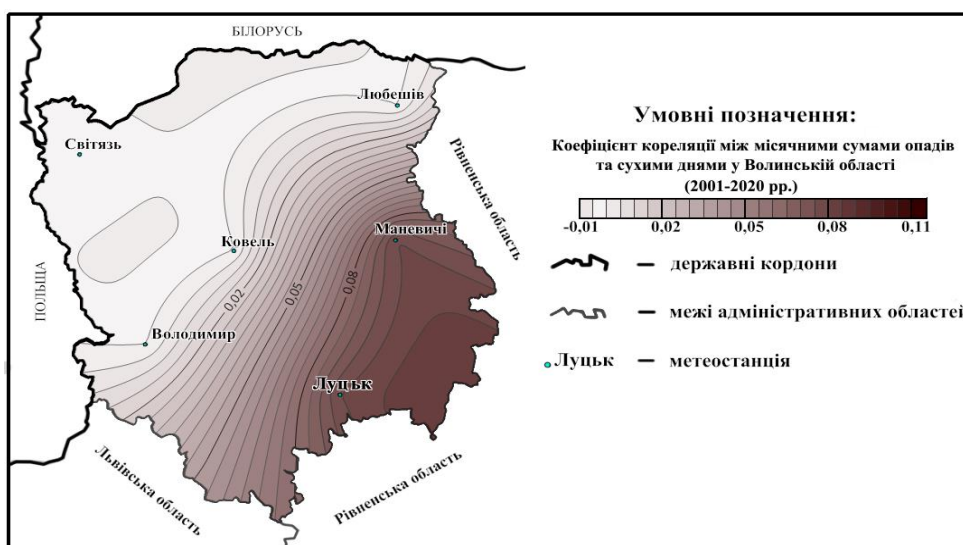 БІЛОРУСЬ
Любешів
Світязь
Рівненська область
Ковель
Маневичі
ПОЛЬЩА
0,02
0,05
0,08
Володимир
Луцьк
Львівська область
Рівненська область
Умовні позначення:
Коефіцієнт кореляції між місячними сумами опадів
та сухими днями у Волинській області
(2001-2020 рр.)
-0,01 0,02 0,05 0,08 0,11
— державні кордони
— межі адміністративних областей
Луцьк — метеостанція